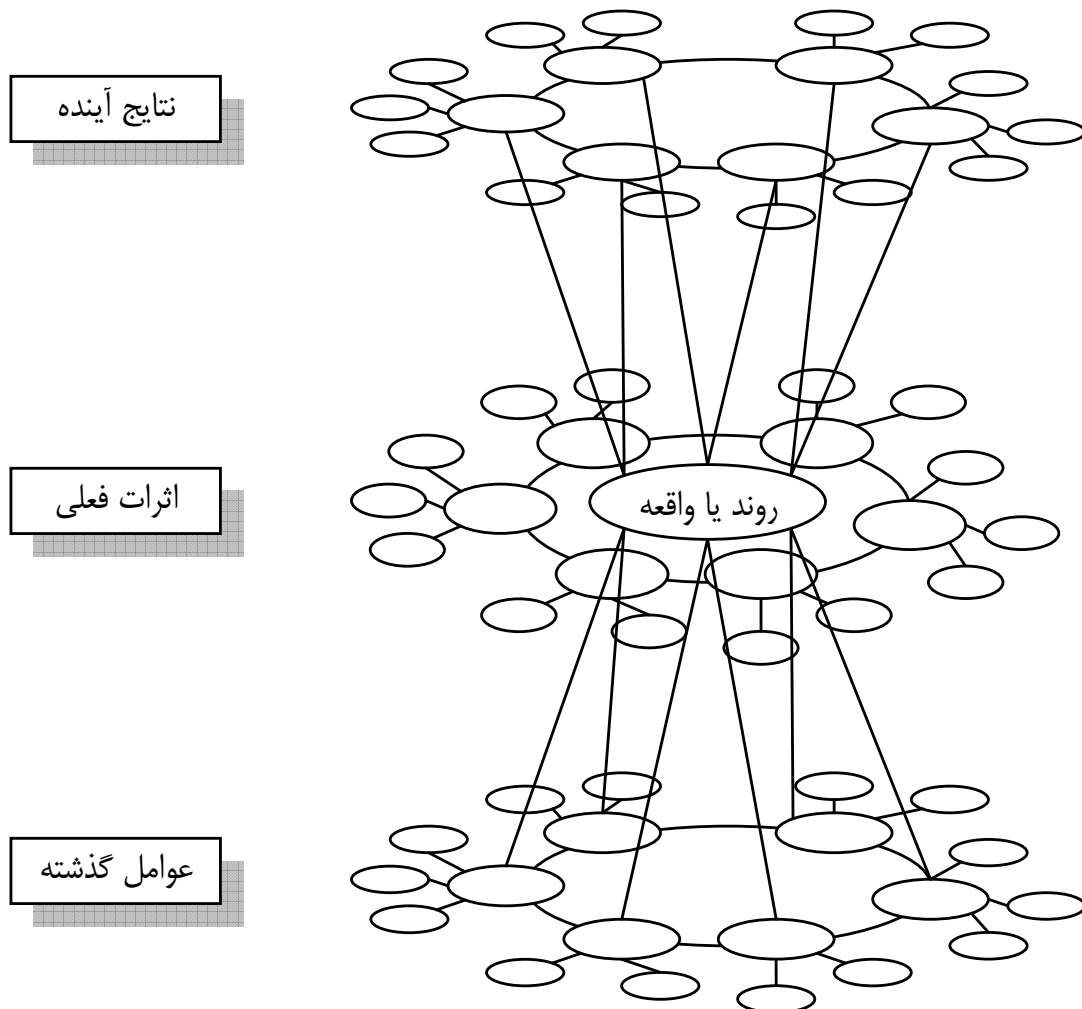 نتایج آینده
اثرات فعلی
روند یا واقعه
عوامل گذشته